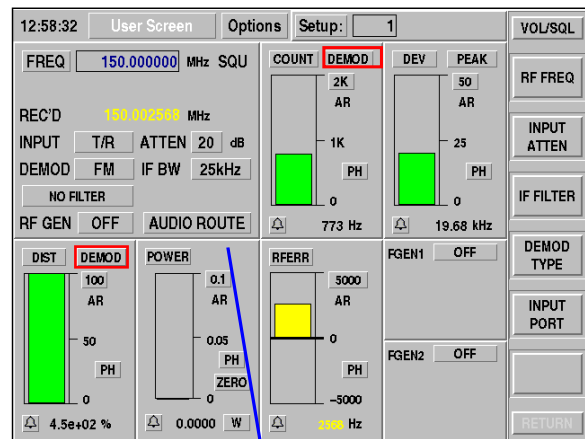 12:58:32 User Screen Options Setup: 1
FREQ 150.000000 MHz SQU
REC'D 150.002568 MHz
INPUT T/R ATTEN 20 dB
DEMOD FM IF BW 25kHz
NO FILTER
RF GEN OFF AUDIO ROUTE
COUNT DEMOD
2K
AR
1K
PH
0
773 Hz
DEV PEAK
50
AR
25
PH
0
19.68 kHz
DIST DEMOD
100
AR
50
PH
0
4.5e+02 %
POWER
0.1
AR
0.05
PH
ZERO
0
0.0000 W
RFERR
5000
AR
0
PH
-5000
2568 Hz
FGEN1 OFF
FGEN2 OFF
VOL/SQL
RF FREQ
INPUT
ATTEN
IF FILTER
DEMOD
TYPE
INPUT
PORT
RETURN